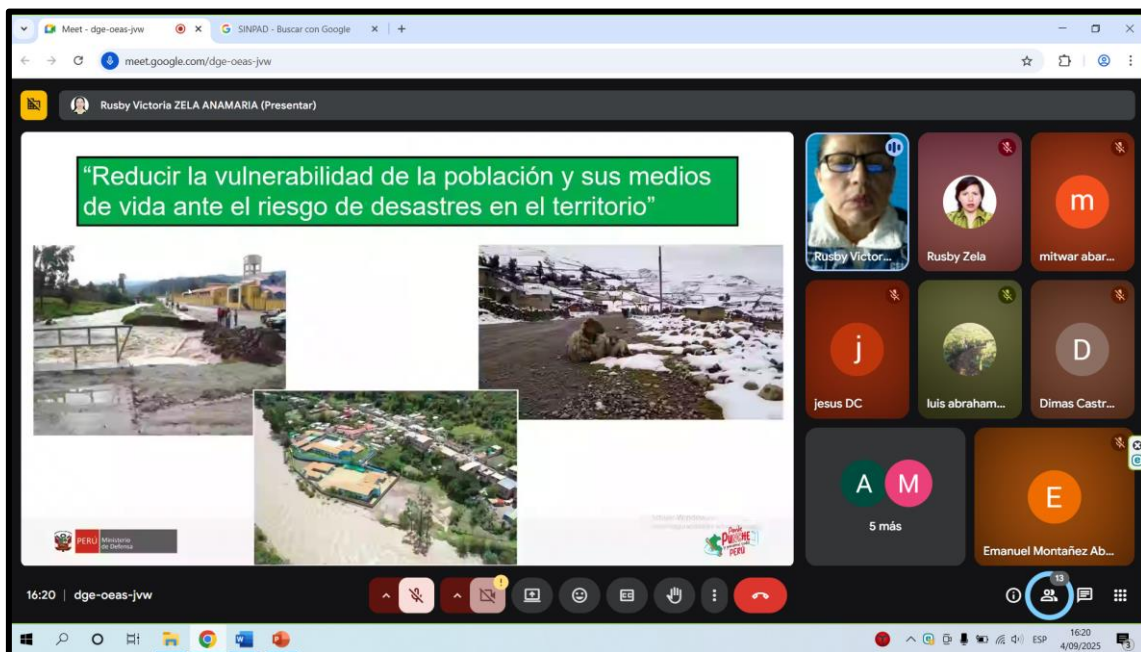 Meet - dge-oeas-jvw
SINPAD - Buscar con Google
meet.google.com/dge-oeas-jvw
Rusby Victoria ZELA ANAMARIA (Presentar)
“Reducir la vulnerabilidad de la población y sus medios
de vida ante el riesgo de desastres en el territorio”
PERÚ
Ministerio
de Defensa
PERÚ
Rusby Victor...
Rusby Zela
m
mitwar abar...
j
jesus DC
luis abraham...
D
Dimas Castr...
A M
5 más
E
Emanuel Montañez Ab...
16:20 | dge-oeas-jvw
13
ESP
16:20
4/09/2025
3